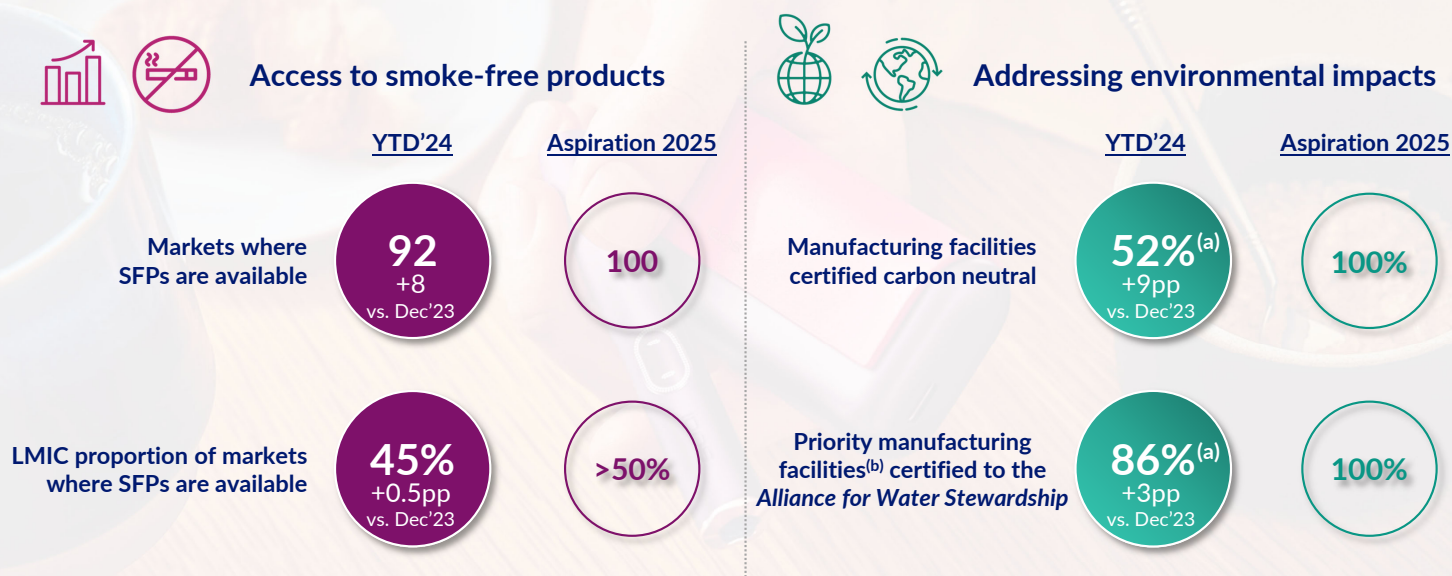 Access to smoke-free products
YTD’24
Aspiration 2025
Markets where
SFPs are available
92
+8
vs. Dec’23
100
LMIC proportion of markets
where SFPs are available
45%
+0.5pp
vs. Dec’23
>50%
Addressing environmental impacts
YTD’24
Aspiration 2025
Manufacturing facilities
certified carbon neutral
52%(a)
+9pp
vs. Dec’23
100%
Priority manufacturing
facilities(b) certified to the
Alliance for Water Stewardship
86%(a)
+3pp
vs. Dec’23
100%